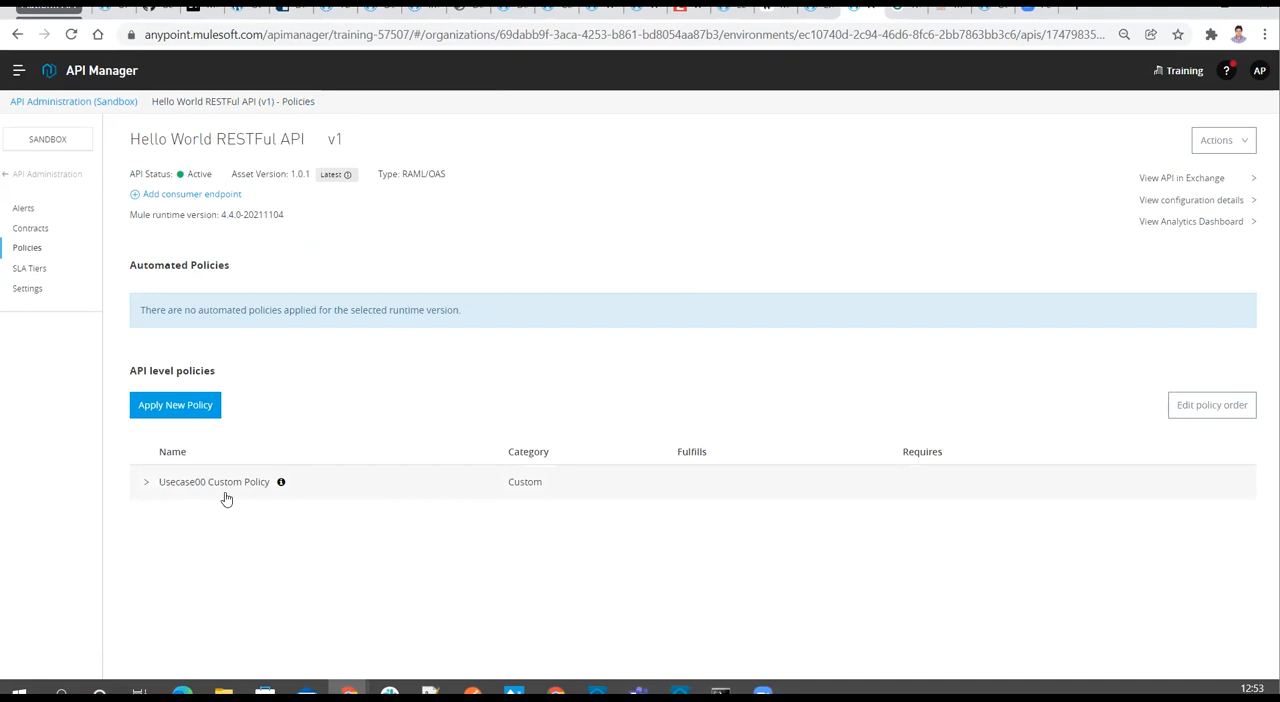 anypoint.mulesoft.com/apimanager/training-57507/#/organizations/69dabb5f-3aca-4253-b861-bd8054aa87b3/environments/ec10740d-2c94-46d6-8fc6-2bb7863bb3c6/apis/17479835...
API Manager
Training
?
AP
API Administration (Sandbox)
Hello World RESTFul API (v1) - Policies
SANDBOX
API Administration
Alerts
Contracts
Policies
SLA Tiers
Settings
Hello World RESTFul API v1
Actions
API Status: Active Asset Version: 1.0.1 Latest Type: RAML/OAS
Add consumer endpoint
Mule runtime version: 4.4.0-20211104
View API in Exchange >
View configuration details >
View Analytics Dashboard >
Automated Policies
There are no automated policies applied for the selected runtime version.
API level policies
Apply New Policy
Edit policy order
Name Category Fulfills Requires
Usecase00 Custom Policy Custom
12:53